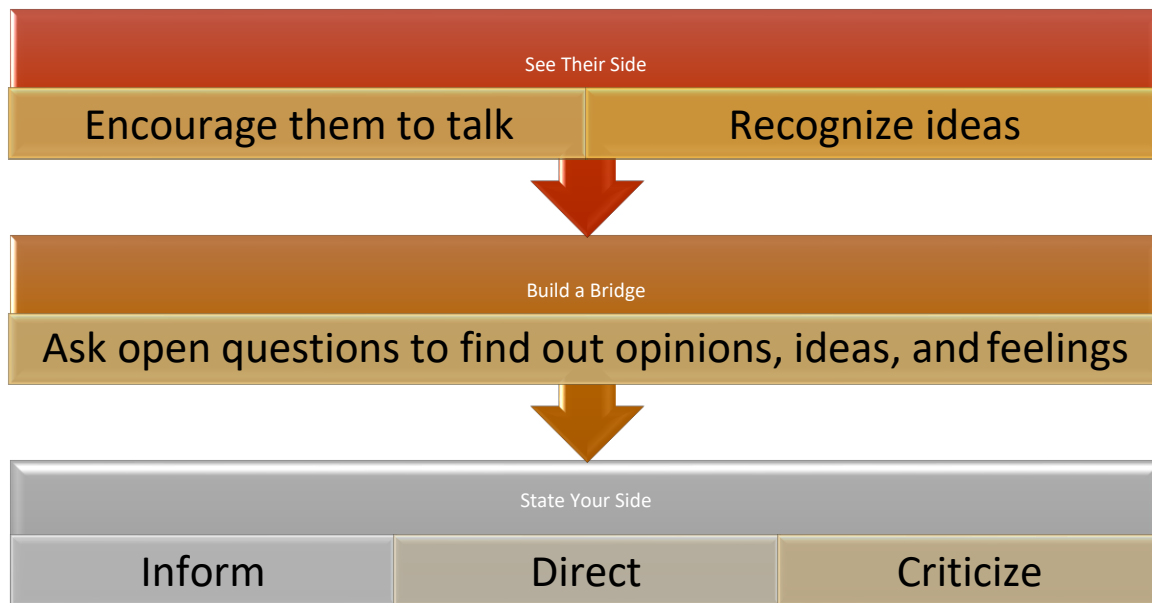 See Their Side
Encourage them to talk
Recognize ideas
Build a Bridge
Ask open questions to find out opinions, ideas, and feelings
State Your Side
Inform
Direct
Criticize